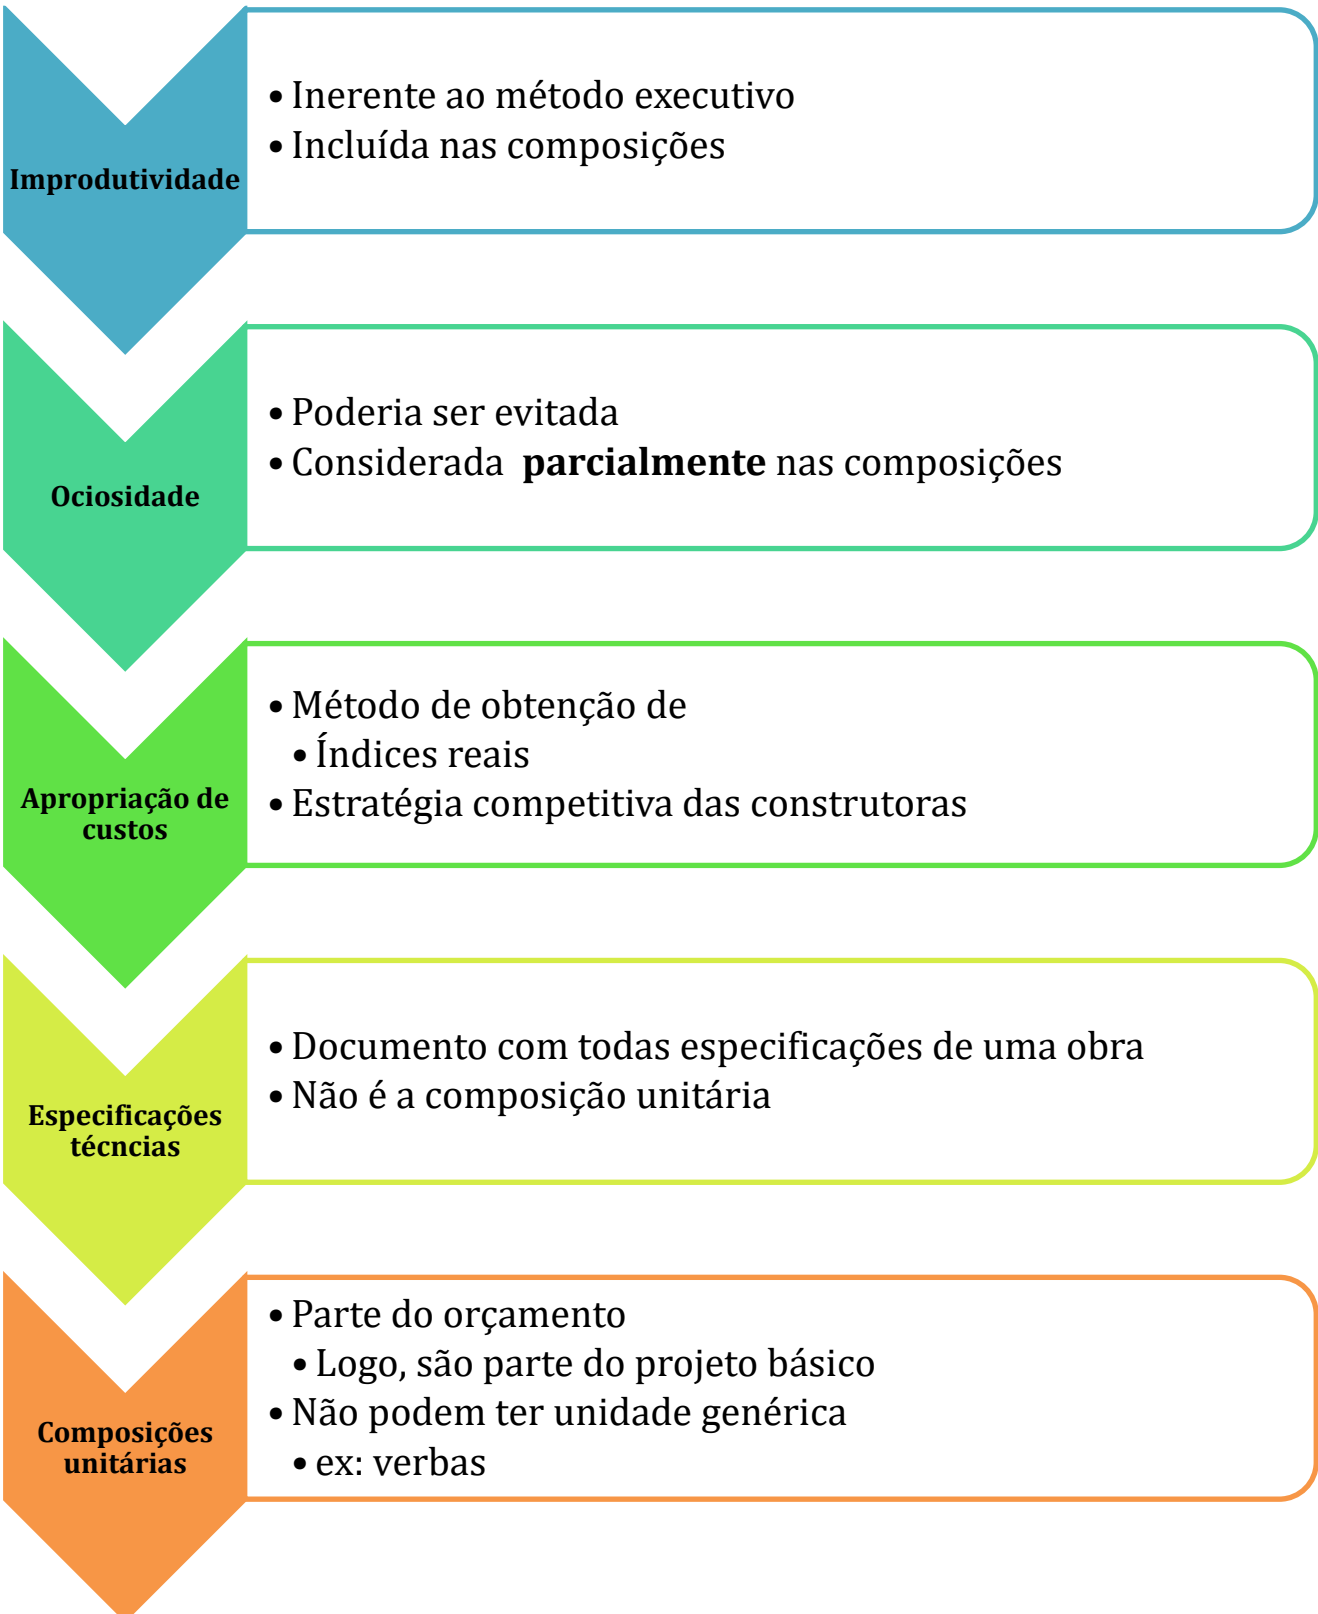 Improdutividade
• Inerente ao método executivo
• Incluída nas composições
Ociosidade
• Poderia ser evitada
• Considerada parcialmente nas composições
Apropriação de
custos
• Método de obtenção de
• Índices reais
• Estratégia competitiva das construtoras
Especificações
técncias
• Documento com todas especificações de uma obra
• Não é a composição unitária
Composições
unitárias
• Parte do orçamento
• Logo, são parte do projeto básico
• Não podem ter unidade genérica
• ex: verbas